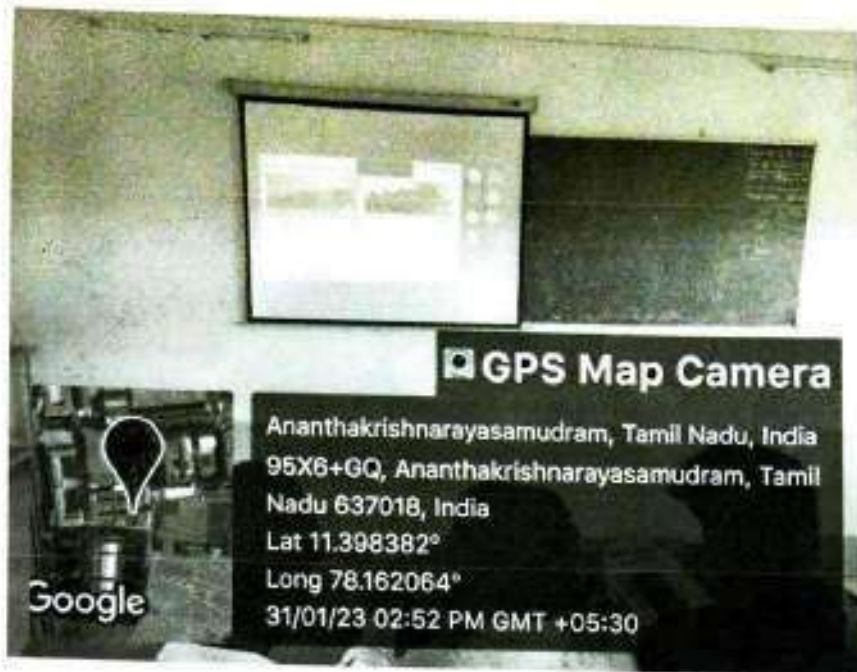 GPS Map Camera
Ananthakrishnarayasamudram, Tamil Nadu, India
95X6+GQ, Ananthakrishnarayasamudram, Tamil
Nadu 637018, India
Lat 11.398382°
Long 78.162064°
31/01/23 02:52 PM GMT +05:30
Google